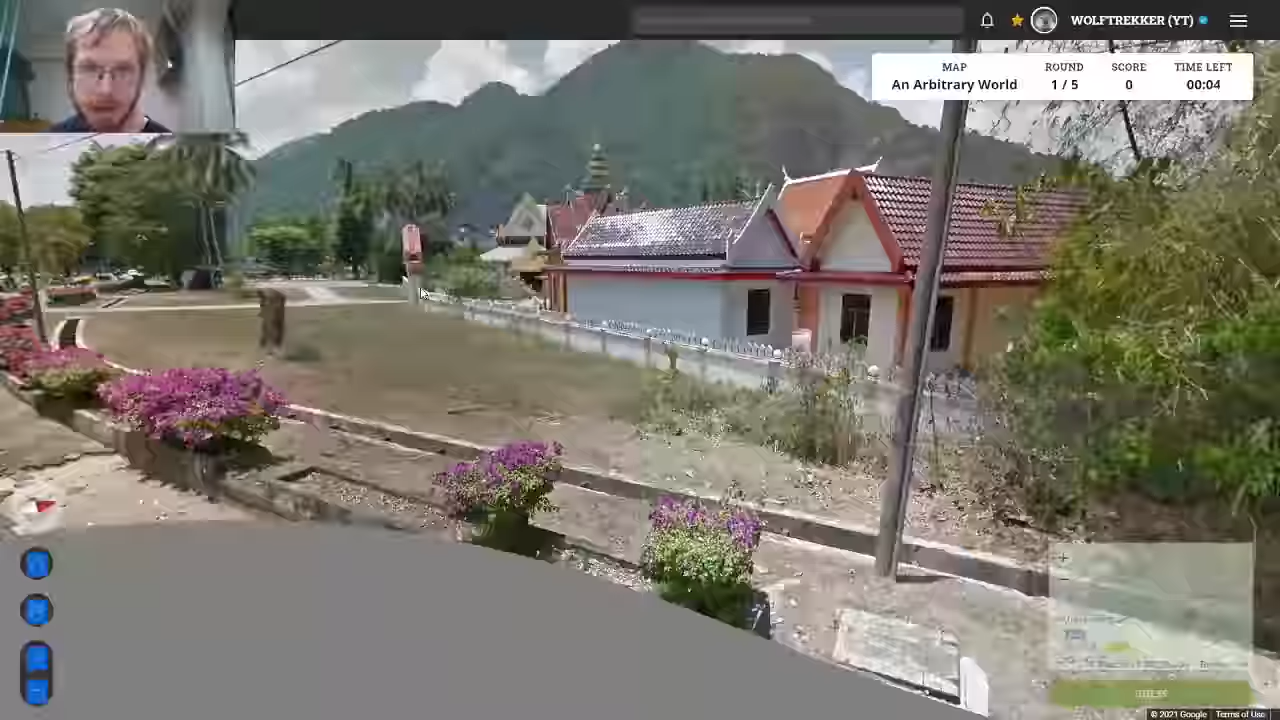 WOLFTREKKER (YT)
MAP
ROUND
SCORE
TIME LEFT
An Arbitrary World
1 / 5
0
00:04
© 2021 Google
Terms of Use